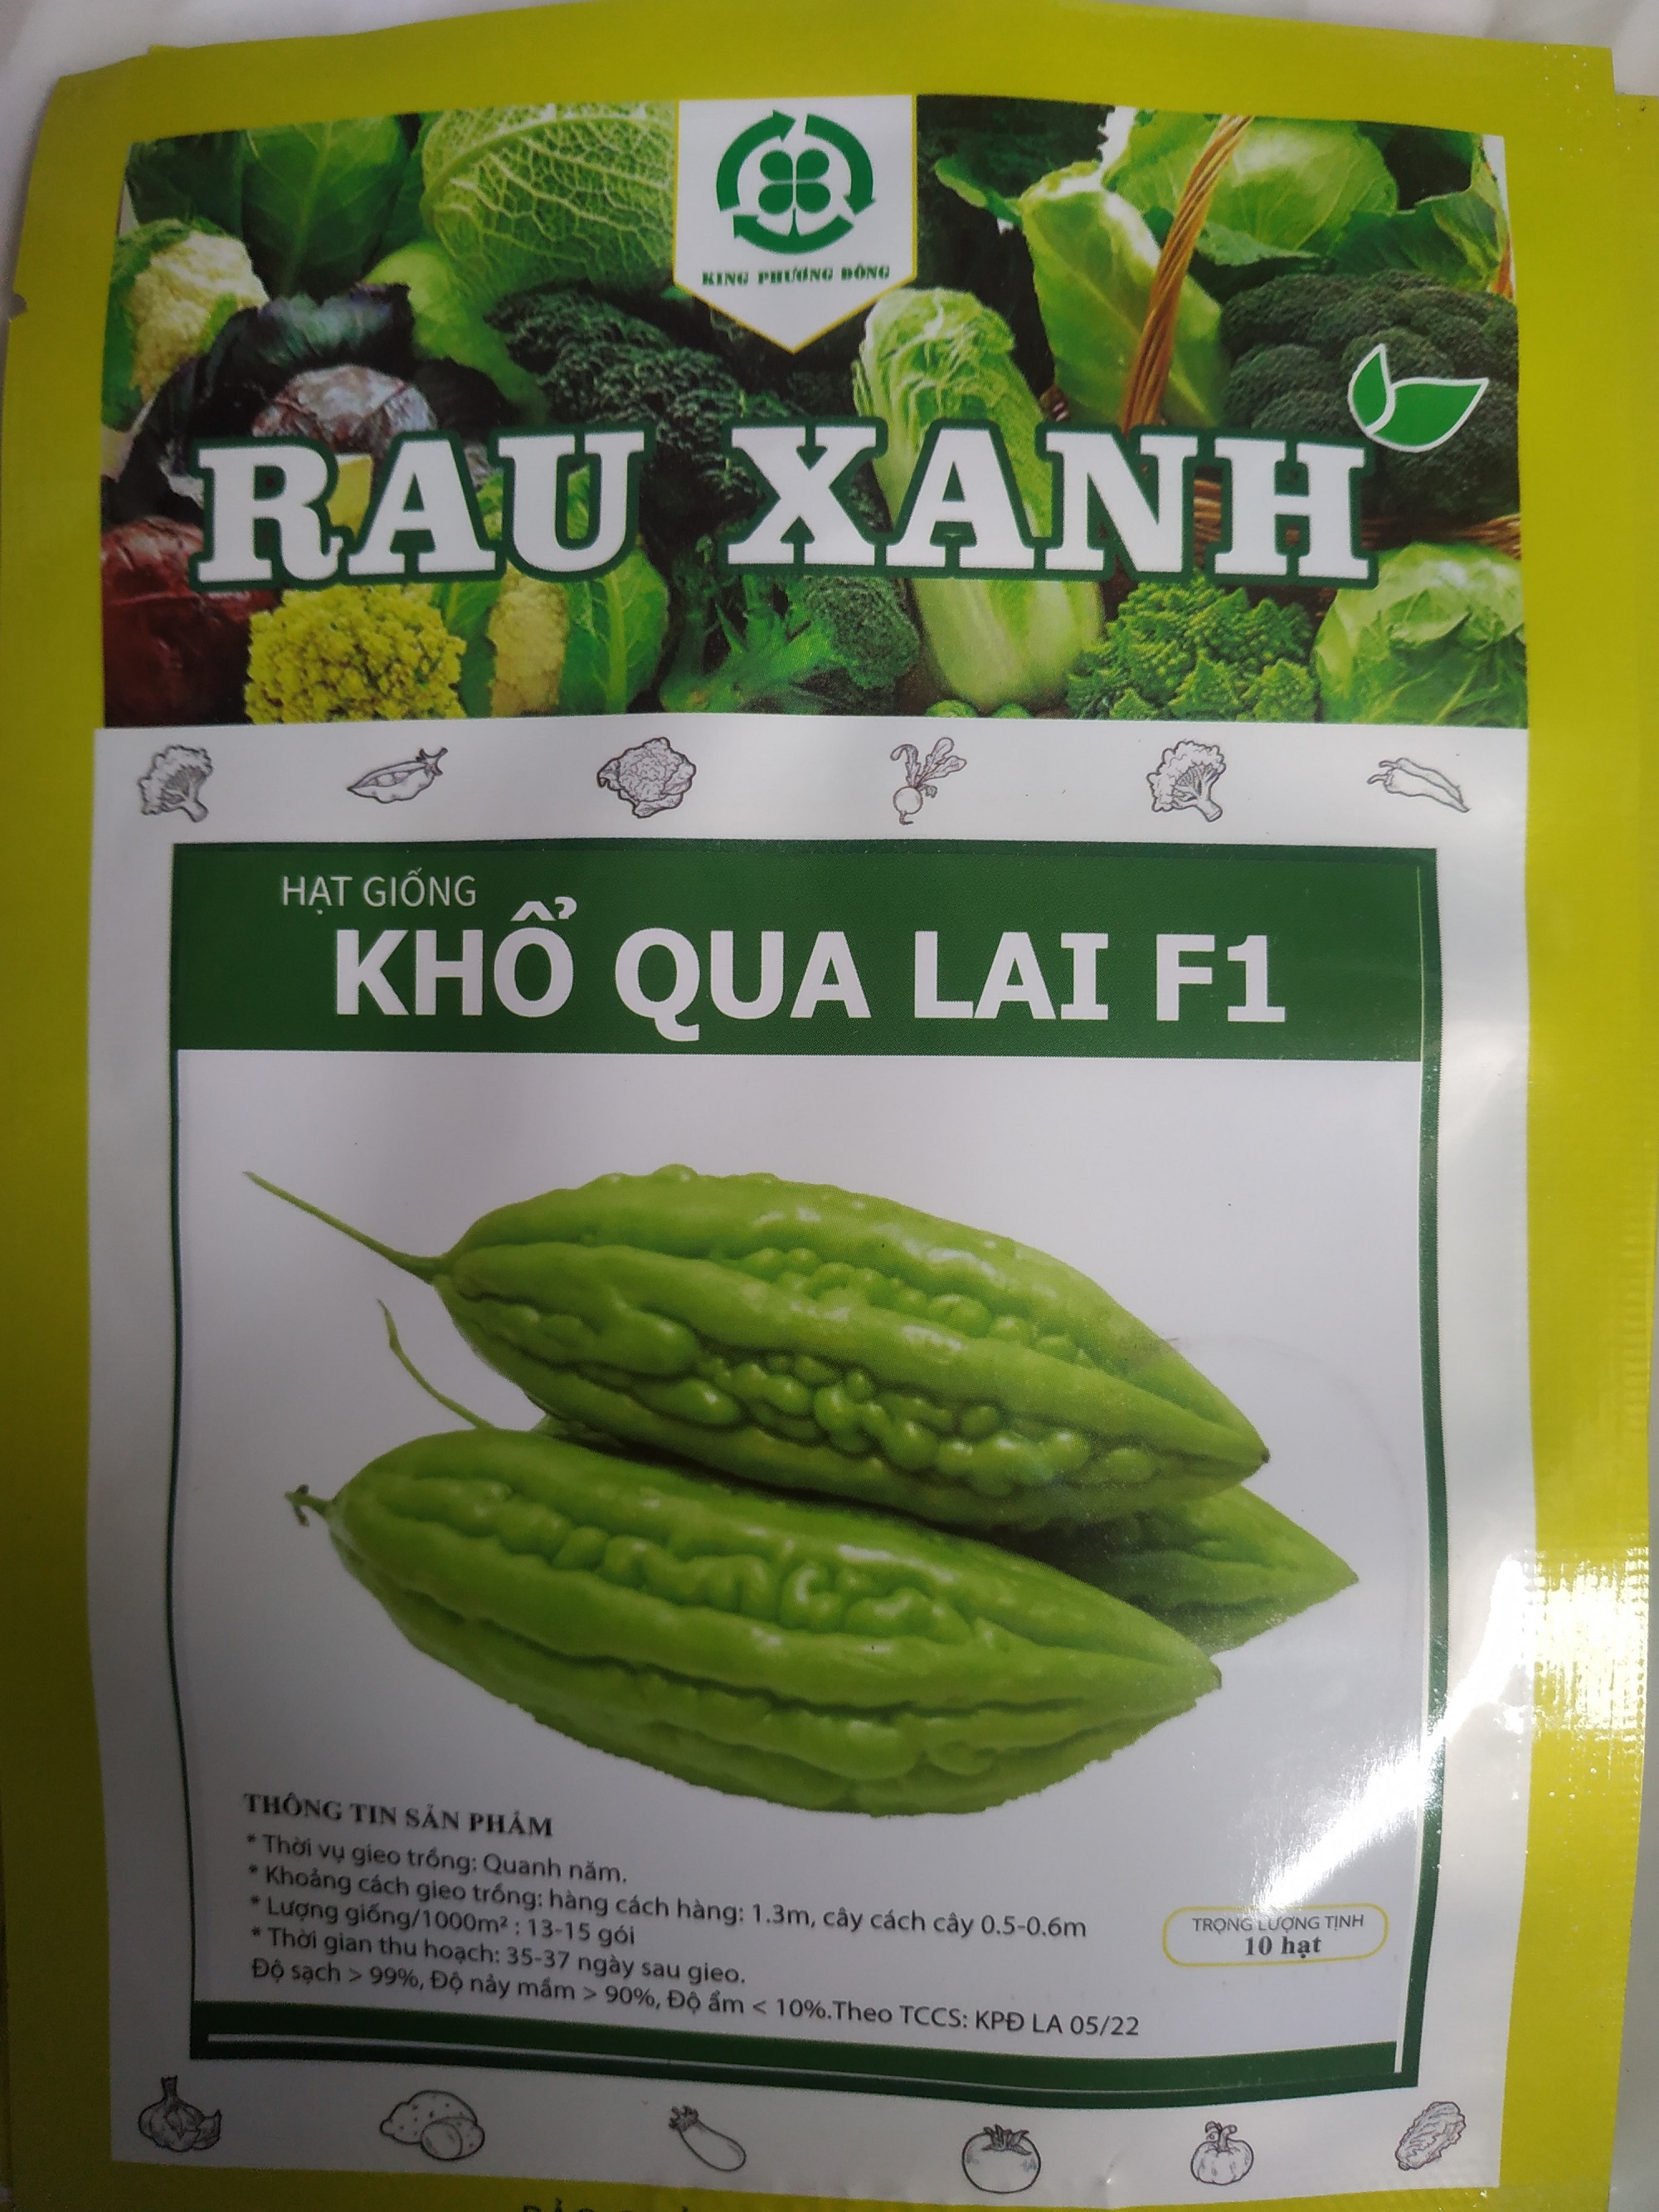 KING PHƯƠNG ĐÔNG
RAU XANH
HẠT GIỐNG
KHỔ QUA LAI F1
THÔNG TIN SẢN PHẨM
* Thời vụ gieo trồng: Quanh năm.
* Khoảng cách gieo trồng: hàng cách hàng: 1.3m, cây cách cây 0.5-0.6m
* Lượng giống/1000m² : 13-15 gói
* Thời gian thu hoạch: 35-37 ngày sau gieo.
Độ sạch > 99%, Độ nảy mầm > 90%, Độ ẩm < 10%.Theo TCCS: KPĐ LA 05/22
TRỌNG LƯỢNG TỊNH
10 hạt